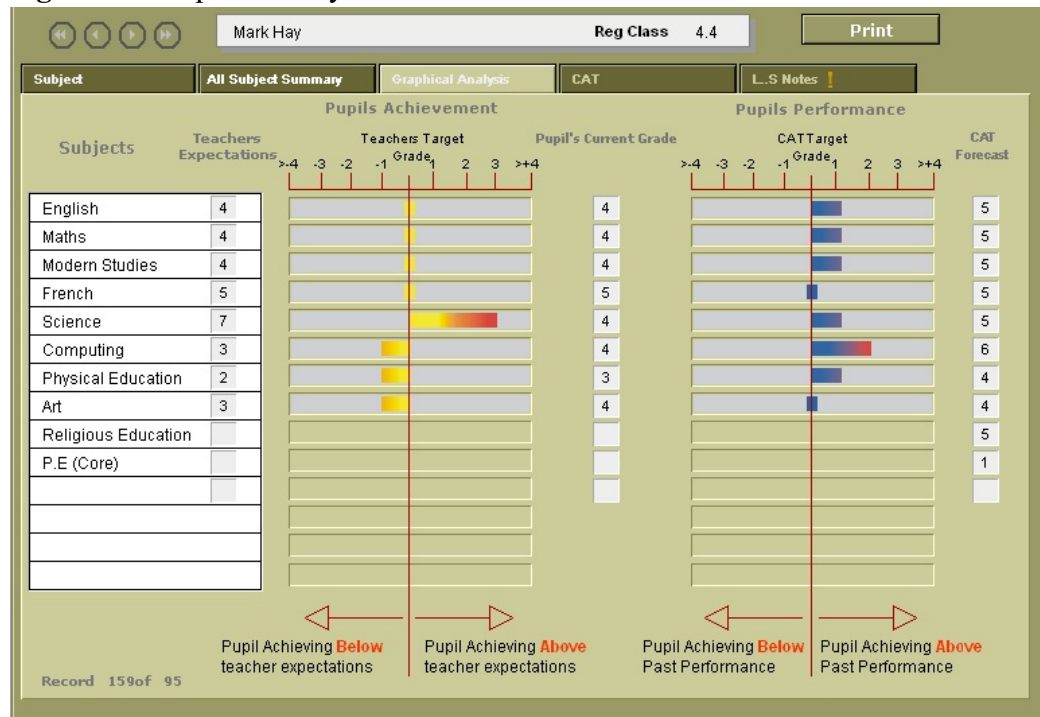 Mark Hay Reg Class 4.4 Print
Subject All Subject Summary Graphical Analysis CAT L.S Notes !
Pupils Achievement Pupils Performance
Subjects Teachers Expectations Teachers Target Grade Pupil's Current Grade CAT Target Grade CAT Forecast
>-4 -3 -2 -1 1 2 3 >+4 >-4 -3 -2 -1 1 2 3 >+4
English 4 4 5
Maths 4 4 5
Modern Studies 4 4 5
French 5 5 5
Science 7 4 5
Computing 3 4 6
Physical Education 2 3 4
Art 3 4 4
Religious Education 5
P.E (Core) 1
Pupil Achieving Below Pupil Achieving Above Pupil Achieving Below Pupil Achieving Above
teacher expectations teacher expectations Past Performance Past Performance
Record 159of 95